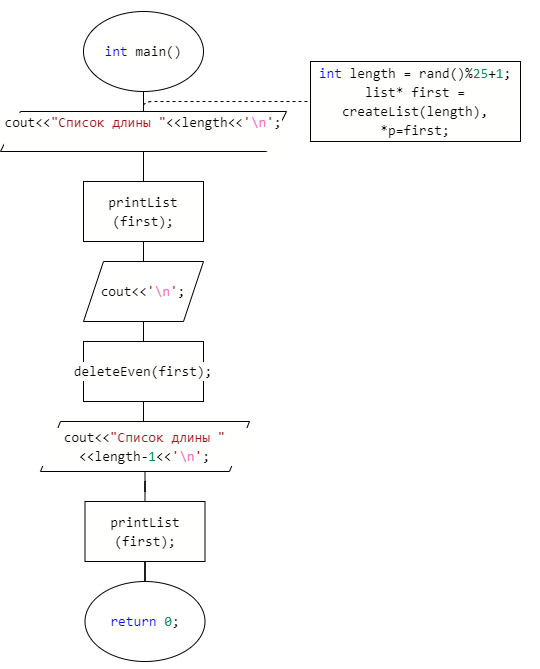 int main()
int length = rand()%25+1;
list* first =
createList(length),
*p=first;
cout<<"Список длины "<<length<<'\n';
printList
(first);
cout<<'\n';
deleteEven(first);
cout<<"Список длины "
<<length-1<<'\n';
printList
(first);
return 0;